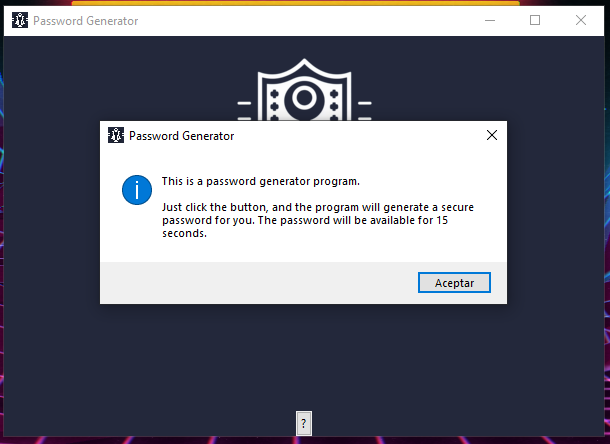 Password Generator
Password Generator
This is a password generator program.
Just click the button, and the program will generate a secure
password for you. The password will be available for 15
seconds.
Aceptar
?